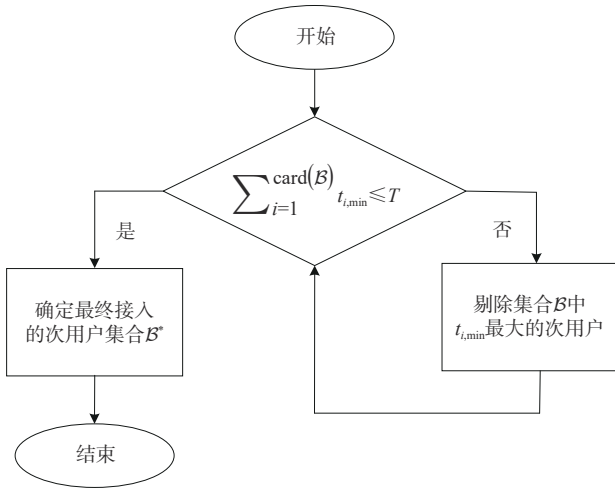 开始
∑_{i=1}^{card(ℬ)} t_{i,min}≤T
是
否
确定最终接入
的次用户集合ℬ*
剔除集合ℬ中
t_{i,min}最大的次用户
结束